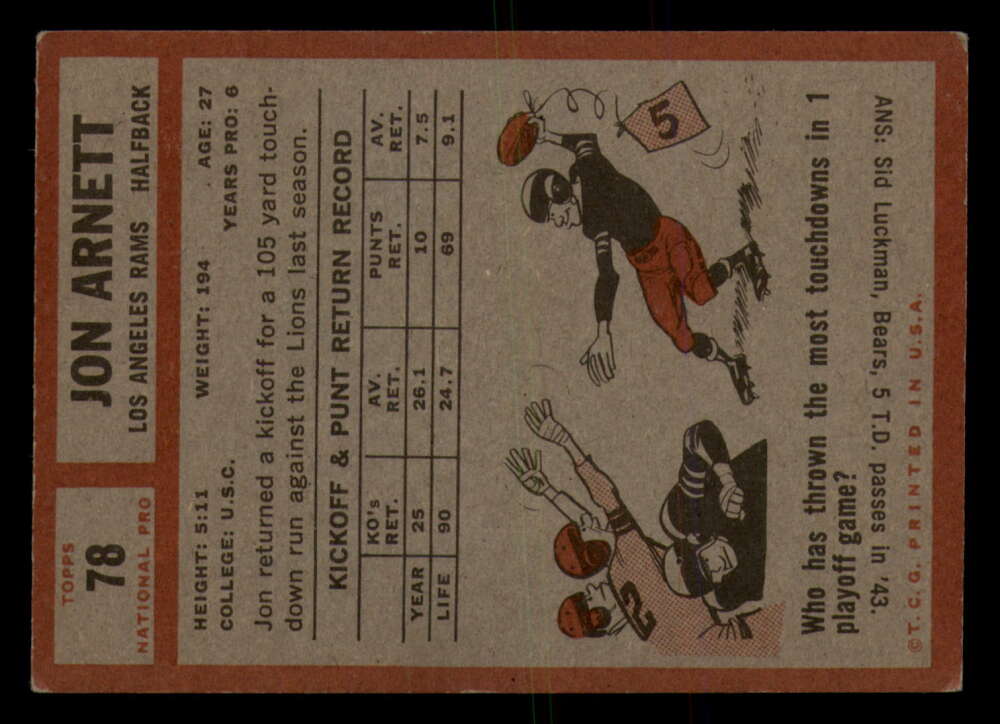 TOPPS
78
NATIONAL PRO
JON ARNETT
LOS ANGELES RAMS HALFBACK
HEIGHT: 5:11 WEIGHT: 194 AGE: 27
COLLEGE: U.S.C. YEARS PRO: 6
Jon returned a kickoff for a 105 yard touch-
down run against the Lions last season.
KICKOFF & PUNT RETURN RECORD
KO's RET. AV. RET. PUNTS RET. AV. RET.
YEAR 25 26.1 10 7.5
LIFE 90 24.7 69 9.1
5
2
Who has thrown the most touchdowns in 1
playoff game?
ANS: Sid Luckman, Bears, 5 T.D. passes in '43.
©T.C.G. PRINTED IN U.S.A.